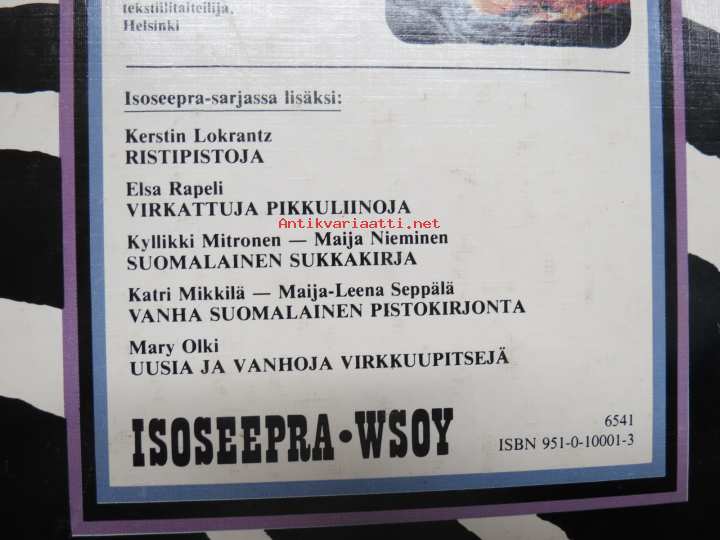 tekstiilitaiteilija,
Helsinki
Isoseepra-sarjassa lisäksi:
Kerstin Lokrantz
RISTIPISTOJA
Elsa Rapeli
VIRKATTUJA PIKKULIINOJA
Antikvariaatti.net
Kyllikki Mitronen — Maija Nieminen
SUOMALAINEN SUKKAKIRJA
Katri Mikkilä — Maija-Leena Seppälä
VANHA SUOMALAINEN PISTOKIRJONTA
Mary Olki
UUSIA JA VANHOJA VIRKKUUPITSEJÄ
ISOSEEPRA•WSOY
6541
ISBN 951-0-10001-3